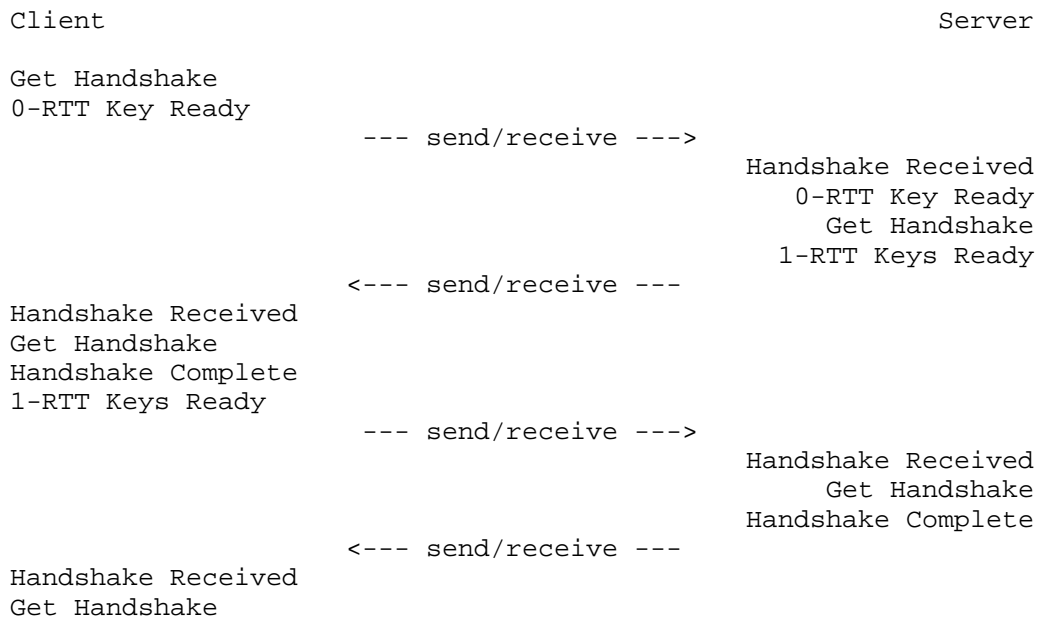 Client Server
Get Handshake
0-RTT Key Ready
--- send/receive --->
Handshake Received
0-RTT Key Ready
Get Handshake
1-RTT Keys Ready
<--- send/receive ---
Handshake Received
Get Handshake
Handshake Complete
1-RTT Keys Ready
--- send/receive --->
Handshake Received
Get Handshake
Handshake Complete
<--- send/receive ---
Handshake Received
Get Handshake